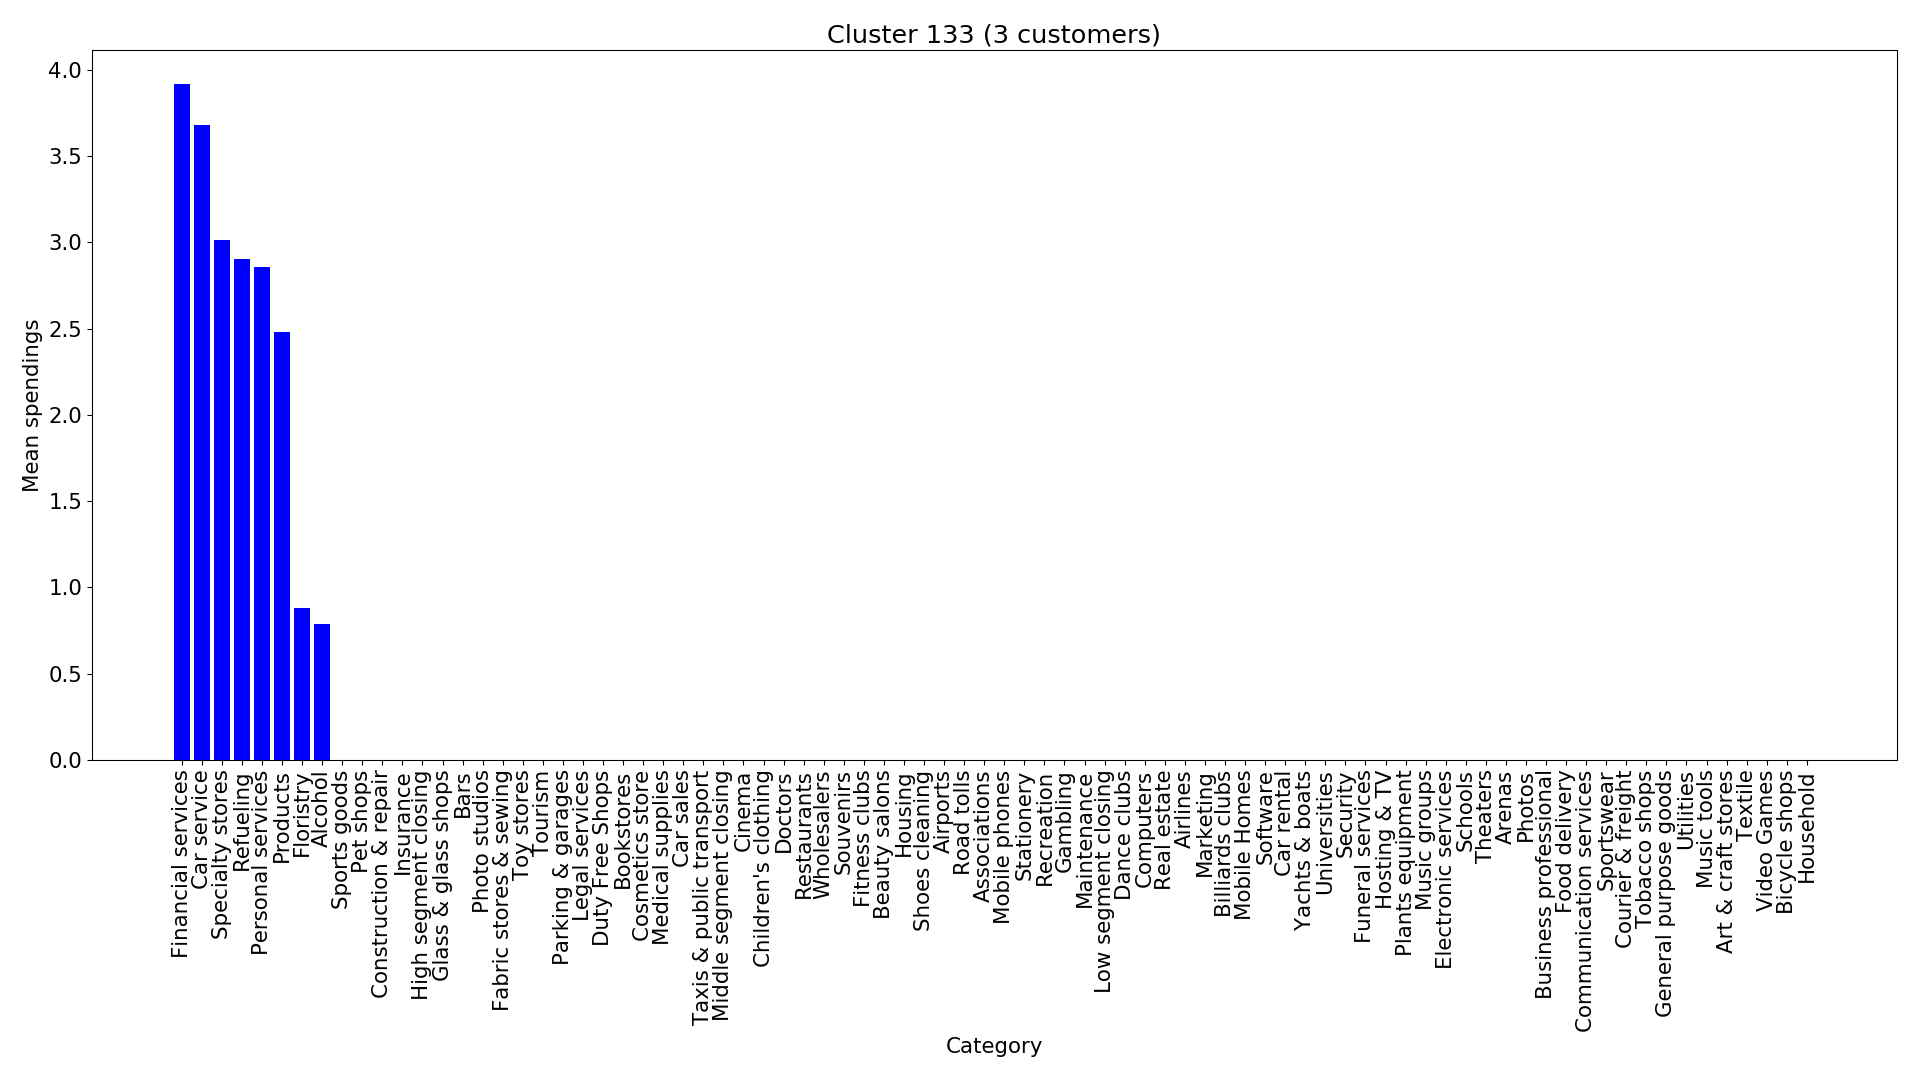 Cluster 133 (3 customers)
4.0
3.5
3.0
2.5
2.0
1.5
1.0
0.5
0.0
Mean spendings
Financial services
Car service
Specialty stores
Refueling
Personal services
Products
Floristry
Alcohol
Sports goods
Pet shops
Construction & repair
Insurance
High segment closing
Glass & glass shops
Bars
Photo studios
Fabric stores & sewing
Toy stores
Tourism
Parking & garages
Legal services
Duty Free Shops
Bookstores
Cosmetics store
Medical supplies
Car sales
Taxis & public transport
Middle segment closing
Cinema
Children's clothing
Doctors
Restaurants
Wholesalers
Souvenirs
Fitness clubs
Beauty salons
Housing
Shoes cleaning
Airports
Road tolls
Associations
Mobile phones
Stationery
Recreation
Gambling
Maintenance
Low segment closing
Dance clubs
Computers
Real estate
Airlines
Marketing
Billiards clubs
Mobile Homes
Software
Car rental
Yachts & boats
Universities
Security
Funeral services
Hosting & TV
Plants equipment
Music groups
Electronic services
Schools
Theaters
Arenas
Photos
Business professional
Food delivery
Communication services
Sportswear
Courier & freight
Tobacco shops
General purpose goods
Utilities
Music tools
Art & craft stores
Textile
Video Games
Bicycle shops
Household
Category